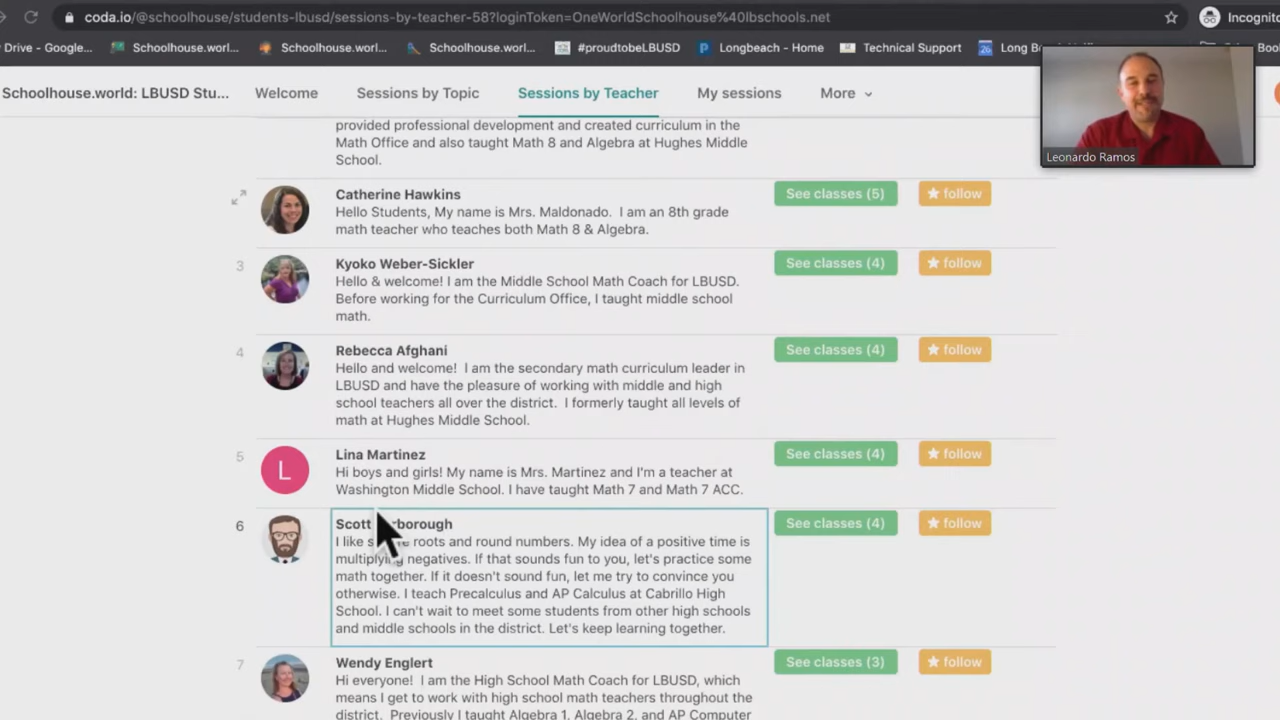 coda.io/@schoolhouse/students-lbusd/sessions-by-teacher-58?loginToken=OneWorldSchoolhouse%40lbschools.net
Incognito
Drive - Google...
Schoolhouse.worl...
Schoolhouse.worl...
Schoolhouse.worl...
#proudtobeLBUSD
P
Longbeach - Home
Technical Support
26
Long B
Schoolhouse.world: LBUSD Stu...
Welcome
Sessions by Topic
Sessions by Teacher
My sessions
More
Leonardo Ramos
provided professional development and created curriculum in the
Math Office and also taught Math 8 and Algebra at Hughes Middle
School.
Catherine Hawkins
Hello Students, My name is Mrs. Maldonado. I am an 8th grade
math teacher who teaches both Math 8 & Algebra.
See classes (5)
follow
3
Kyoko Weber-Sickler
Hello & welcome! I am the Middle School Math Coach for LBUSD.
Before working for the Curriculum Office, I taught middle school
math.
See classes (4)
follow
4
Rebecca Afghani
Hello and welcome! I am the secondary math curriculum leader in
LBUSD and have the pleasure of working with middle and high
school teachers all over the district. I formerly taught all levels of
math at Hughes Middle School.
See classes (4)
follow
5
L
Lina Martinez
Hi boys and girls! My name is Mrs. Martinez and I'm a teacher at
Washington Middle School. I have taught Math 7 and Math 7 ACC.
See classes (4)
follow
6
Scott rborough
I like roots and round numbers. My idea of a positive time is
multiplying negatives. If that sounds fun to you, let's practice some
math together. If it doesn't sound fun, let me try to convince you
otherwise. I teach Precalculus and AP Calculus at Cabrillo High
School. I can't wait to meet some students from other high schools
and middle schools in the district. Let's keep learning together.
See classes (4)
follow
7
Wendy Englert
Hi everyone! I am the High School Math Coach for LBUSD, which
means I get to work with high school math teachers throughout the
district. Previously I taught Algebra 1, Algebra 2, and AP Computer
See classes (3)
follow